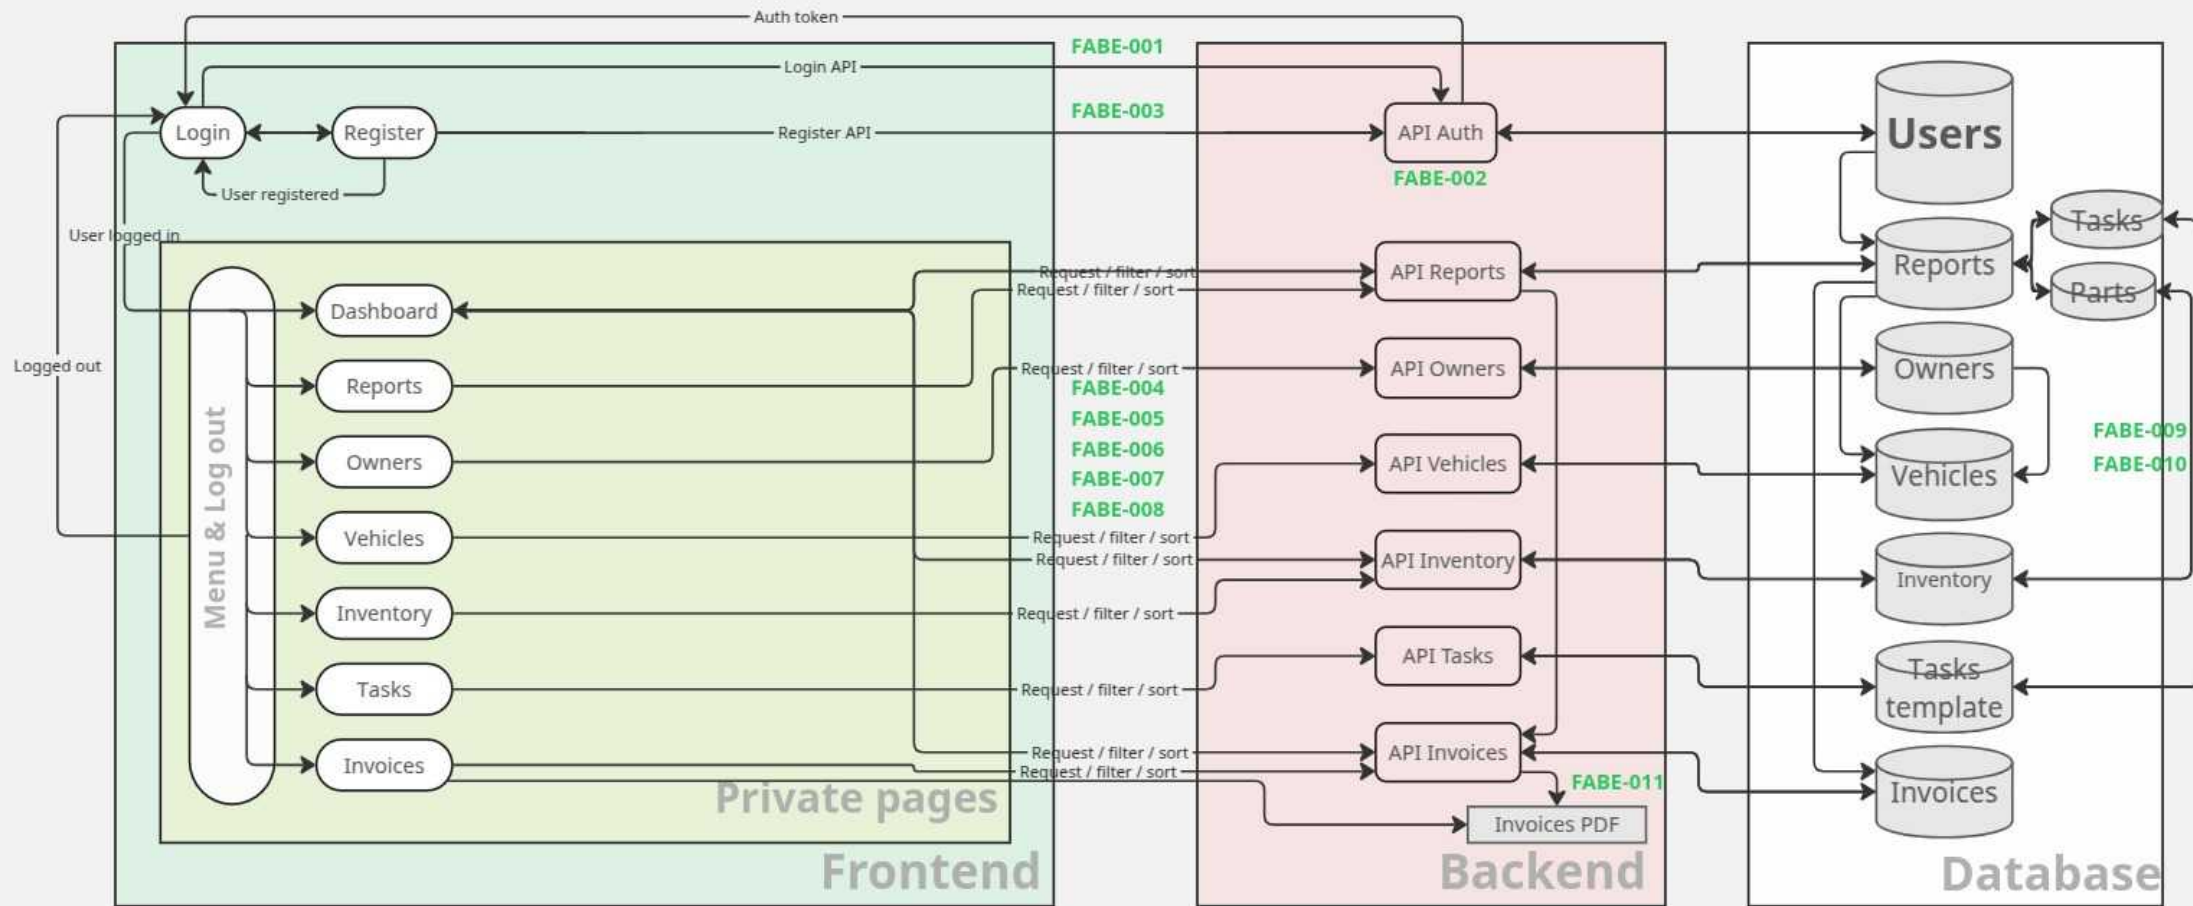 Auth token
FABE-001
Login API
FABE-003
Login
Register
Register API
API Auth
Users
FABE-002
User registered
Tasks
User logged in
Request / filter / sort
API Reports
Reports
Request / filter / sort
Parts
Dashboard
Logged out
Request / filter / sort
API Owners
Owners
Reports
FABE-004
FABE-005
FABE-009
Owners
FABE-006
API Vehicles
FABE-010
FABE-007
Vehicles
FABE-008
Menu & Log out
Vehicles
Request / filter / sort
Request / filter / sort
API Inventory
Inventory
Inventory
Request / filter / sort
API Tasks
Tasks
template
Tasks
Request / filter / sort
Request / filter / sort
API Invoices
Invoices
Request / filter / sort
FABE-011
Invoices
Private pages
Invoices PDF
Frontend
Backend
Database